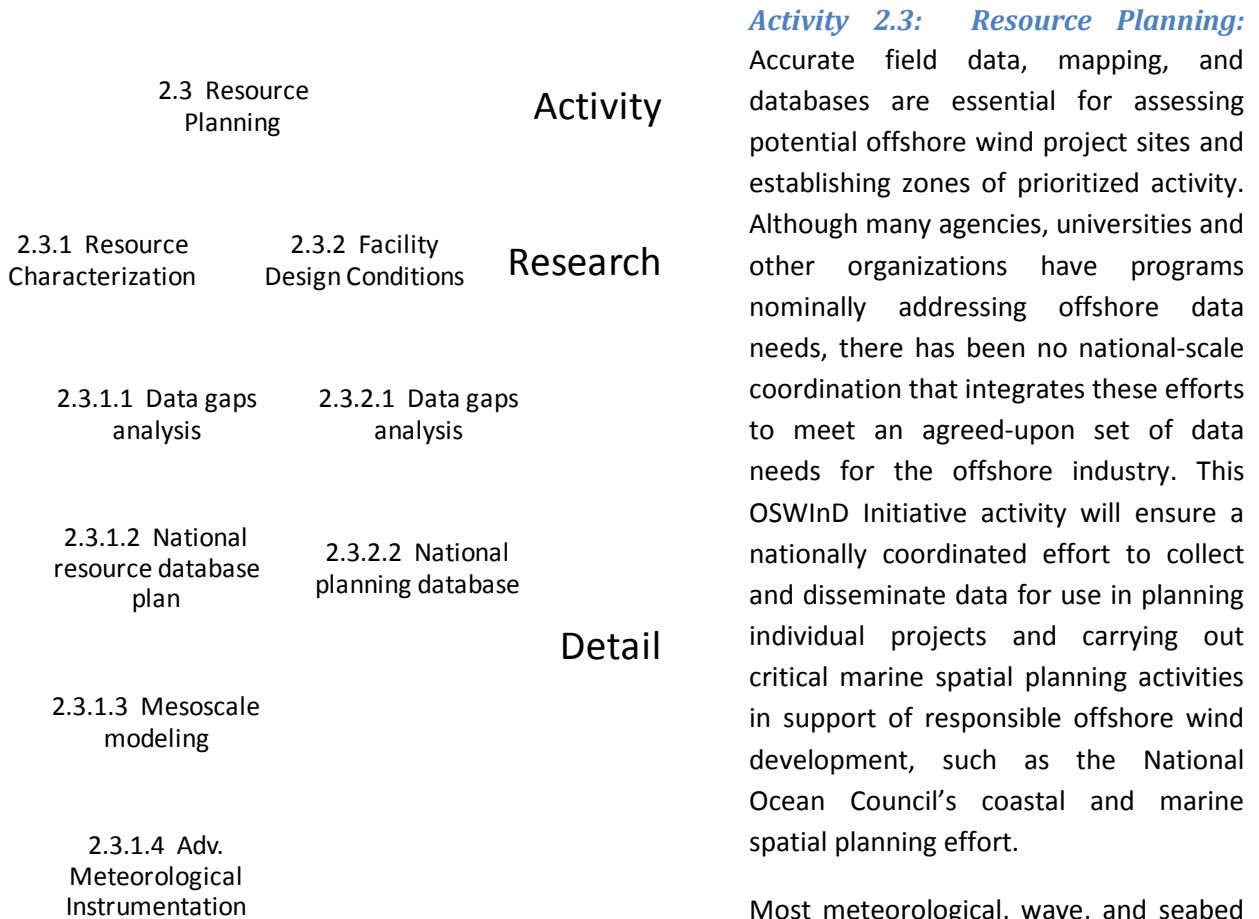 2.3 Resource
Planning
Activity
2.3.1 Resource
Characterization
2.3.2 Facility
Design Conditions
Research
2.3.1.1 Data gaps
analysis
2.3.2.1 Data gaps
analysis
2.3.1.2 National
resource database
plan
2.3.2.2 National
planning database
Detail
2.3.1.3 Mesoscale
modeling
2.3.1.4 Adv.
Meteorological
Instrumentation
Activity 2.3: Resource Planning:
Accurate field data, mapping, and
databases are essential for assessing
potential offshore wind project sites and
establishing zones of prioritized activity.
Although many agencies, universities and
other organizations have programs
nominally addressing offshore data
needs, there has been no national-scale
coordination that integrates these efforts
to meet an agreed-upon set of data
needs for the offshore industry. This
OSWInD Initiative activity will ensure a
nationally coordinated effort to collect
and disseminate data for use in planning
individual projects and carrying out
critical marine spatial planning activities
in support of responsible offshore wind
development, such as the National
Ocean Council's coastal and marine
spatial planning effort.
Most meteorological, wave, and seabed